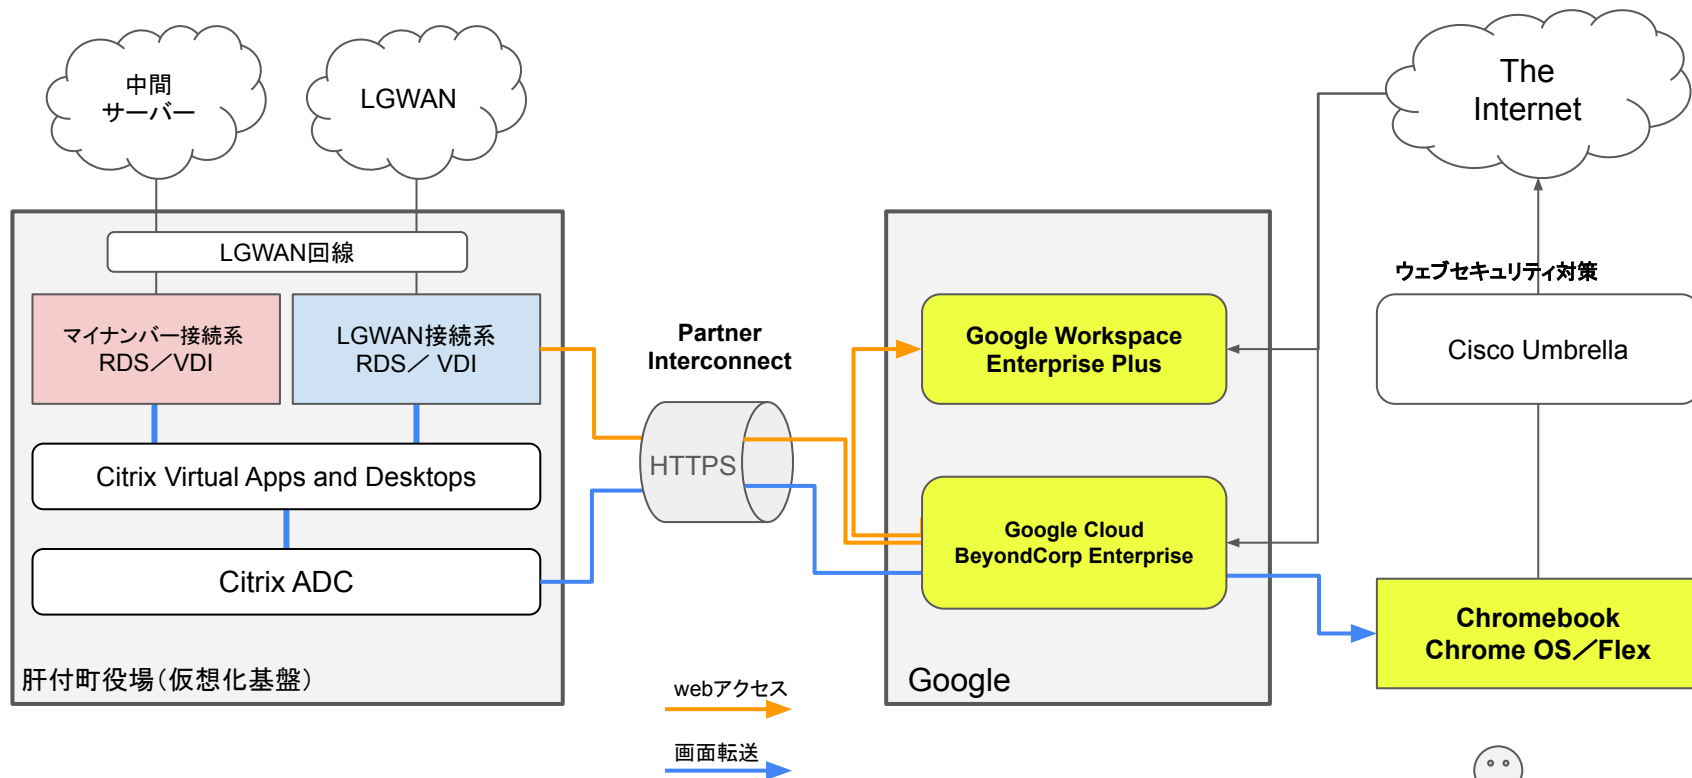 中間
サーバー
LGWAN
The
Internet
LGWAN回線
マイナンバー接続系
RDS／VDI
LGWAN接続系
RDS／ VDI
Citrix Virtual Apps and Desktops
Citrix ADC
肝付町役場（仮想化基盤）
Partner
Interconnect
HTTPS
Google Workspace
Enterprise Plus
Google Cloud
BeyondCorp Enterprise
Google
ウェブセキュリティ対策
Cisco Umbrella
Chromebook
Chrome OS／Flex
webアクセス
画面転送